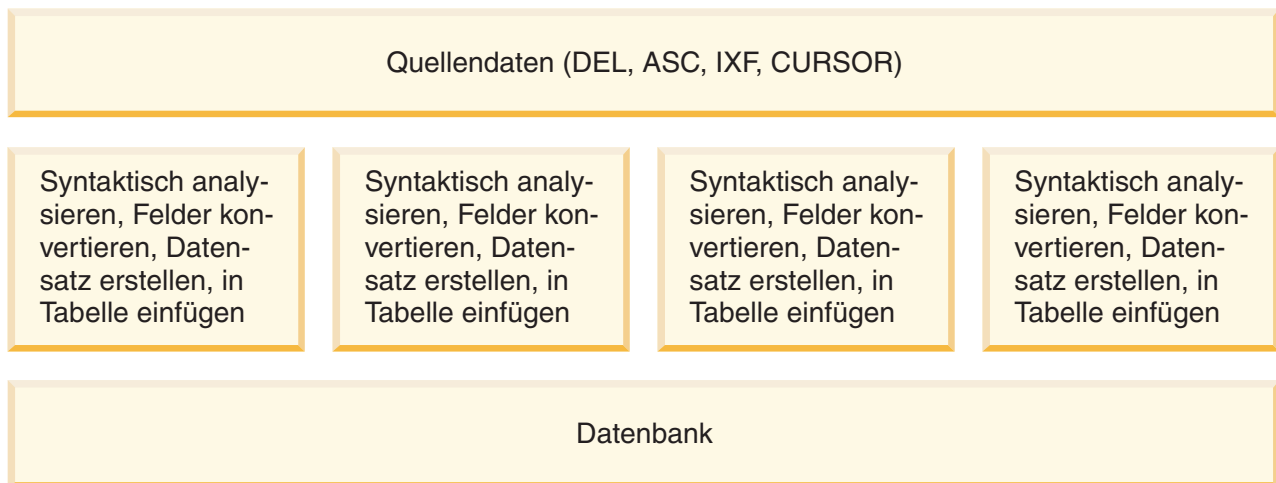 Quellendaten (DEL, ASC, IXF, CURSOR)
Syntaktisch analy-
sieren, Felder kon-
vertieren, Daten-
satz erstellen, in
Tabelle einfügen
Syntaktisch analy-
sieren, Felder kon-
vertieren, Daten-
satz erstellen, in
Tabelle einfügen
Syntaktisch analy-
sieren, Felder kon-
vertieren, Daten-
satz erstellen, in
Tabelle einfügen
Syntaktisch analy-
sieren, Felder kon-
vertieren, Daten-
satz erstellen, in
Tabelle einfügen
Datenbank